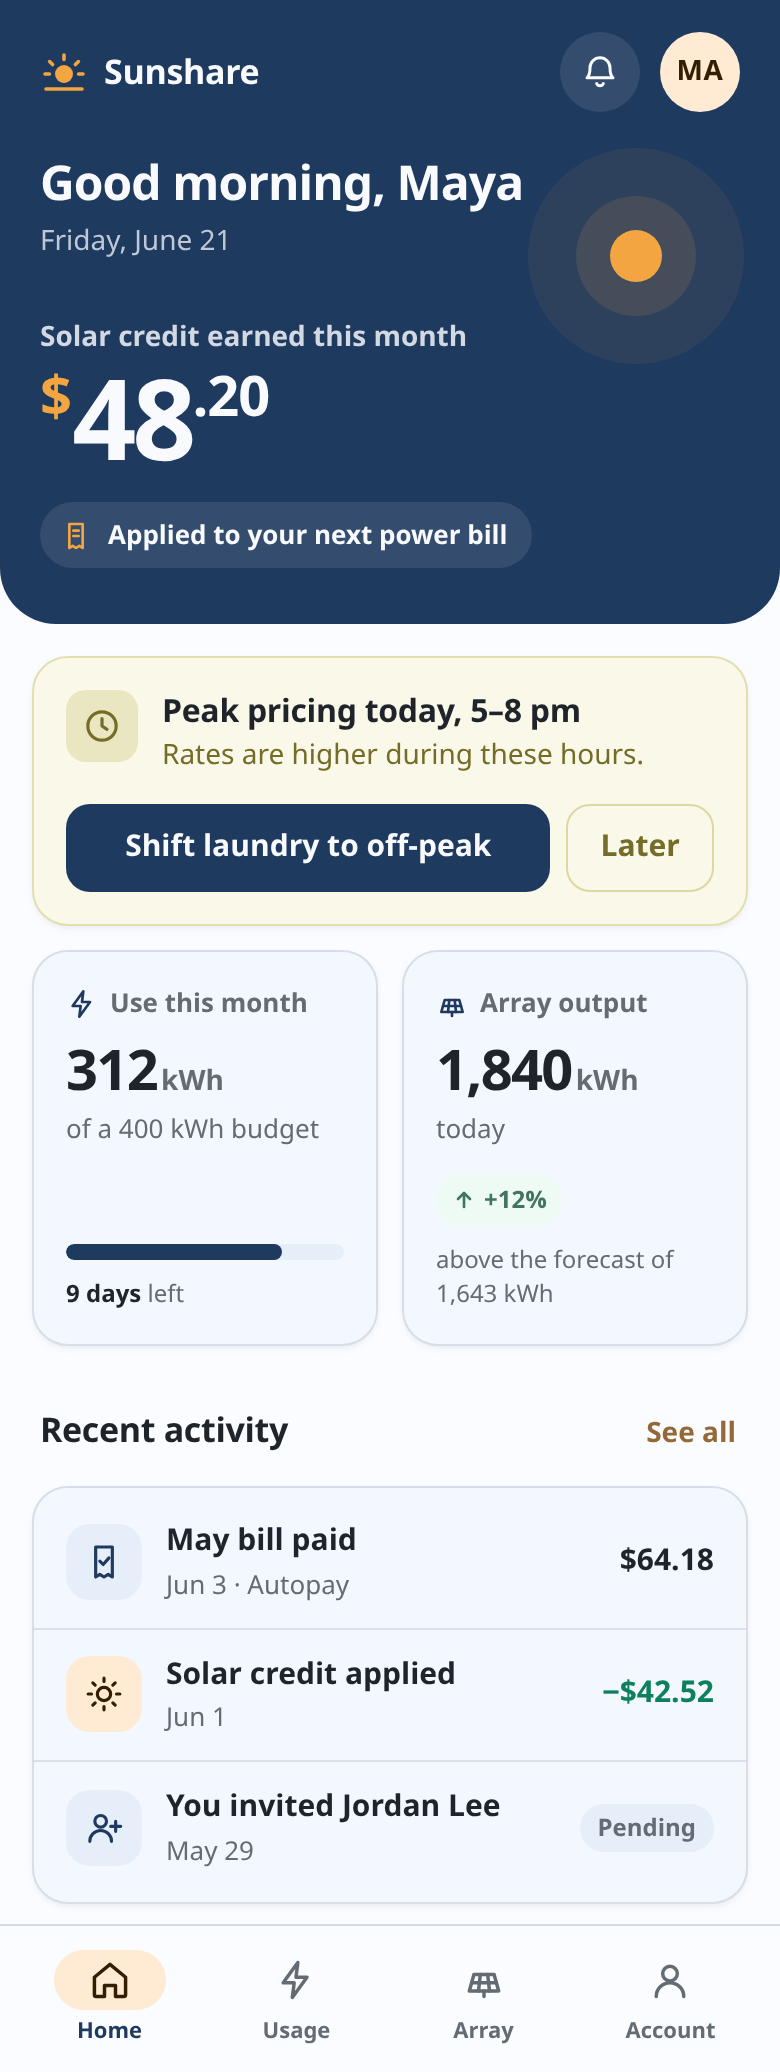 Sunshare
MA
Good morning, Maya
Friday, June 21
Solar credit earned this month
$48.20
Applied to your next power bill
Peak pricing today, 5–8 pm
Rates are higher during these hours.
Shift laundry to off-peak
Later
Use this month
312 kWh
of a 400 kWh budget
9 days left
Array output
1,840 kWh
today
↑ +12%
above the forecast of
1,643 kWh
Recent activity
See all
May bill paid
Jun 3 · Autopay
$64.18
Solar credit applied
Jun 1
−$42.52
You invited Jordan Lee
May 29
Pending
Home
Usage
Array
Account